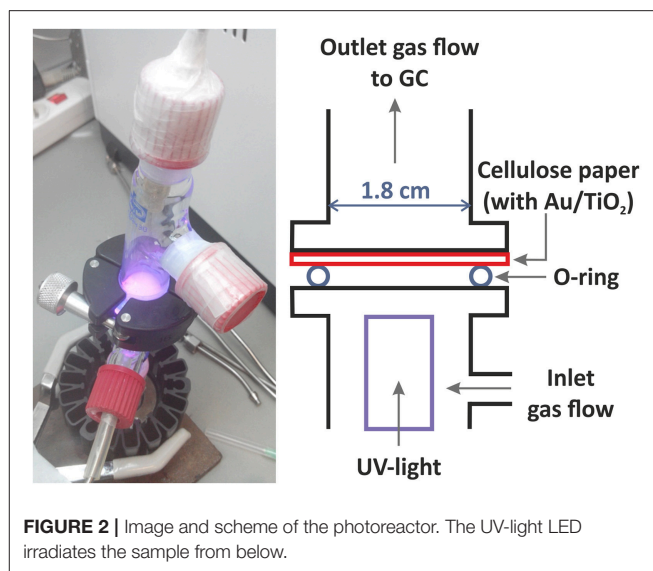 Outlet gas flow
to GC
1.8 cm
Cellulose paper
(with Au/TiO₂)
O-ring
Inlet
gas flow
UV-light
FIGURE 2 | Image and scheme of the photoreactor. The UV-light LED
irradiates the sample from below.